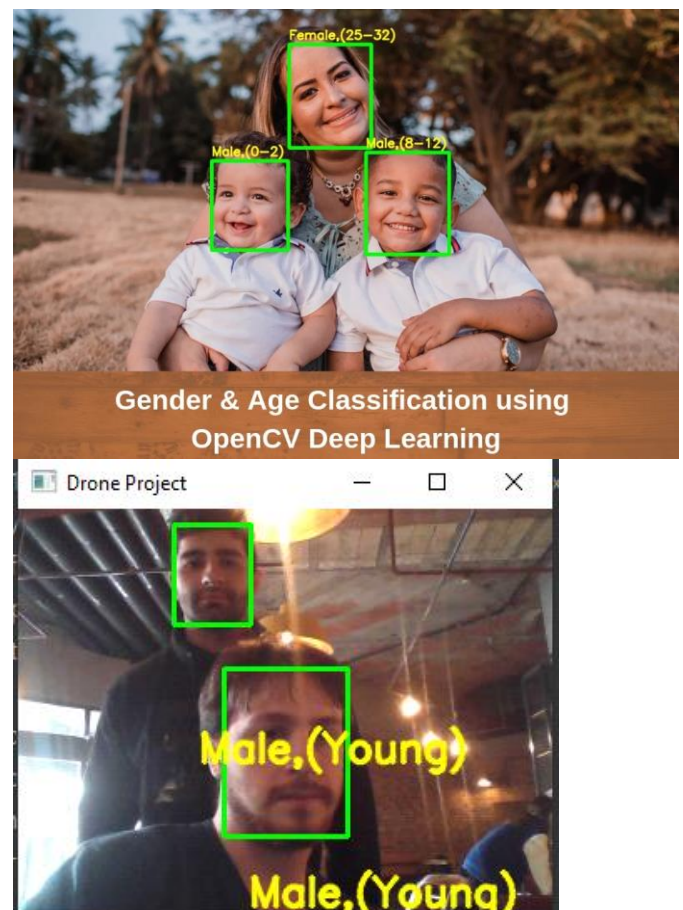 Female,(25-32)
Male,(0-2)
Male,(8-12)
Gender & Age Classification using
OpenCV Deep Learning
Drone Project
Male,(Young)
Male,(Young)